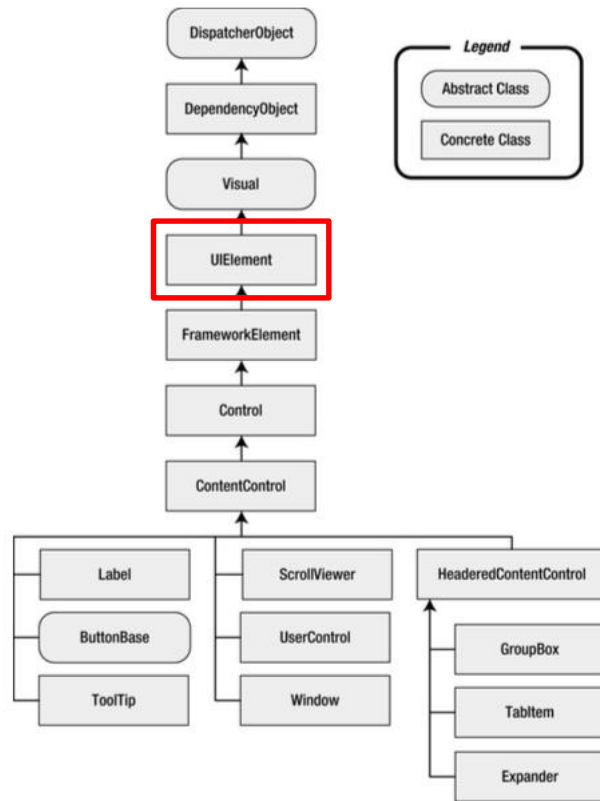 DispatcherObject
Legend
Abstract Class
DependencyObject
Concrete Class
Visual
UIElement
FrameworkElement
Control
ContentControl
Label
ScrollViewer
HeaderedContentControl
ButtonBase
UserControl
GroupBox
ToolTip
Window
TabItem
Expander